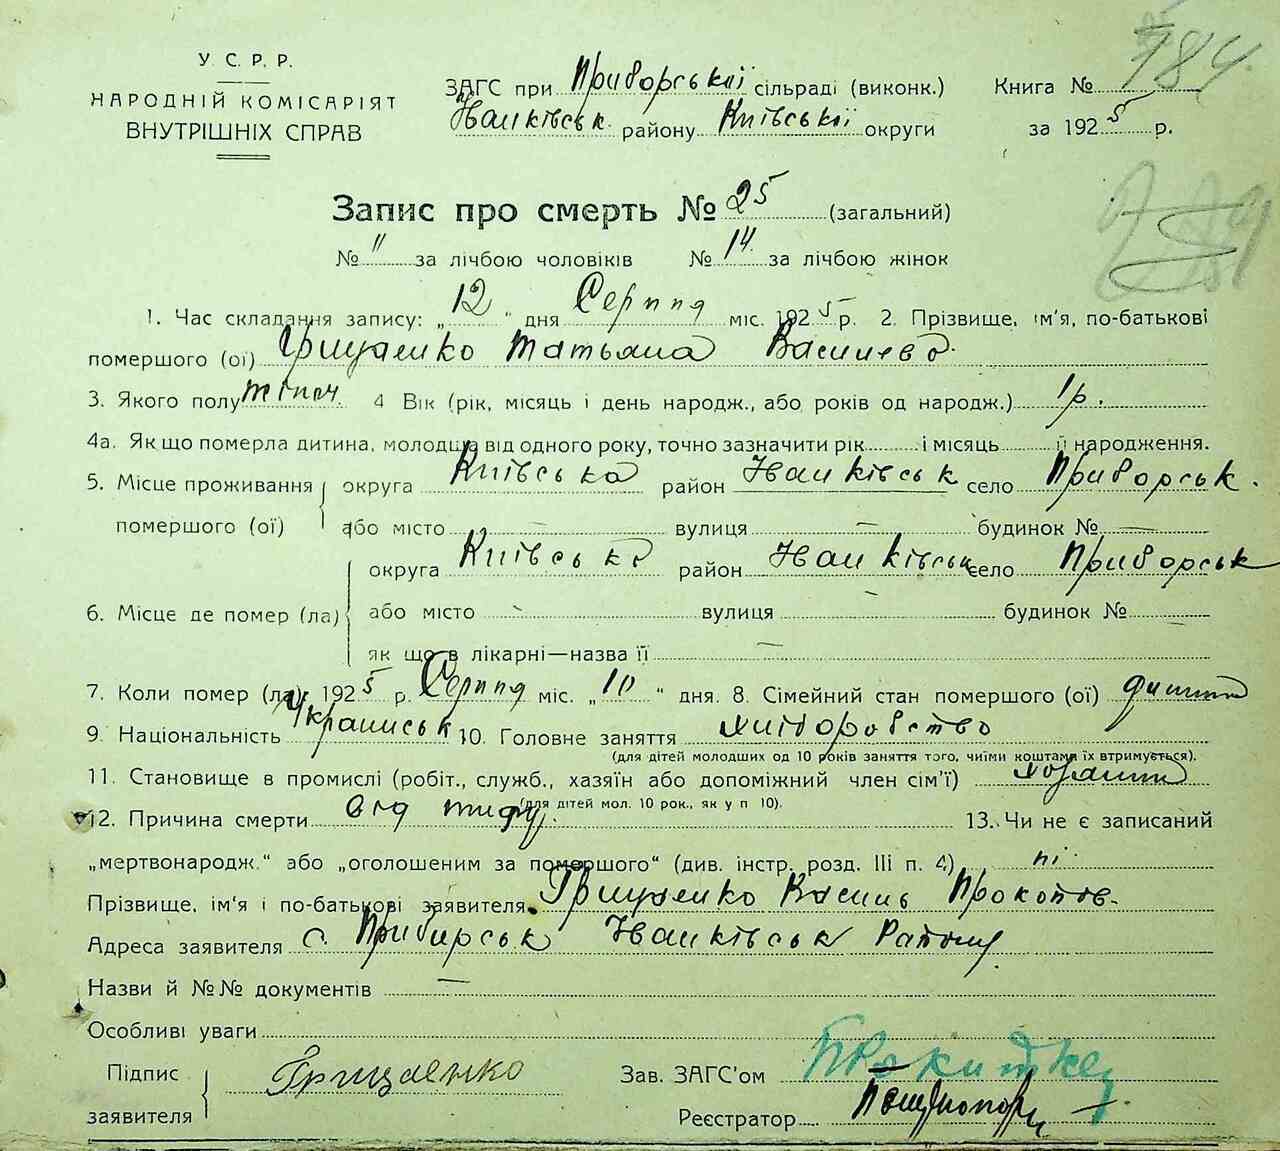 У. С. Р. Р.
НАРОДНІЙ КОМІСАРІЯТ
ВНУТРІШНІХ СПРАВ
ЗАГС при Приборської сільраді (виконк.)
Іванківськ. району Київської округи
Книга № 784.
за 1925 р.
Запис про смерть № 25 (загальний)
№ " за лічбою чоловіків № 14. за лічбою жінок
1. Час складання запису: „12" дня Серпня міс. 1925 р. 2. Прізвище, ім'я, по-батькові
помершого (ої) Грищенко Татьяна Василево.
3. Якого полу 4 Вік (рік, місяць і день народж., або років од народж.) 1 р.
4а. Як що померла дитина, молодша від одного року, точно зазначити рік і місяць її народження.
5. Місце проживання округа Київська район Іванківськ село Приборськ.
помершого (ої) або місто — вулиця — будинок № —
округа Київська район Іванківськ село Приборськ
6. Місце де помер (ла) або місто — вулиця — будинок № —
як що в лікарні—назва її —
7. Коли помер (ла) 1925 р. Серпня міс. „10" дня. 8. Сімейний стан помершого (ої) дитина
9. Національність Українськ 10. Головне заняття хліборобство
(для дітей молодших од 10 років заняття того, чиїми коштами їх втримується).
11. Становище в промислі (робіт., служб., хазяїн або допоміжний член сім'ї)
(для дітей мол. 10 рок., як у п 10).
12. Причина смерти од тифу. 13. Чи не є записаний
„мертвонародж." або „оголошеним за помершого" (див. інстр. розд. III п. 4) ні.
Прізвище, ім'я і по-батькові заявителя Грищенко Василь Прокопов.
Адреса заявителя с. Приборськ Іванківськ Району
Назви й №№ документів —
Особливі уваги
Підпис заявителя Грищенко Зав. ЗАГС'ом
Реєстратор